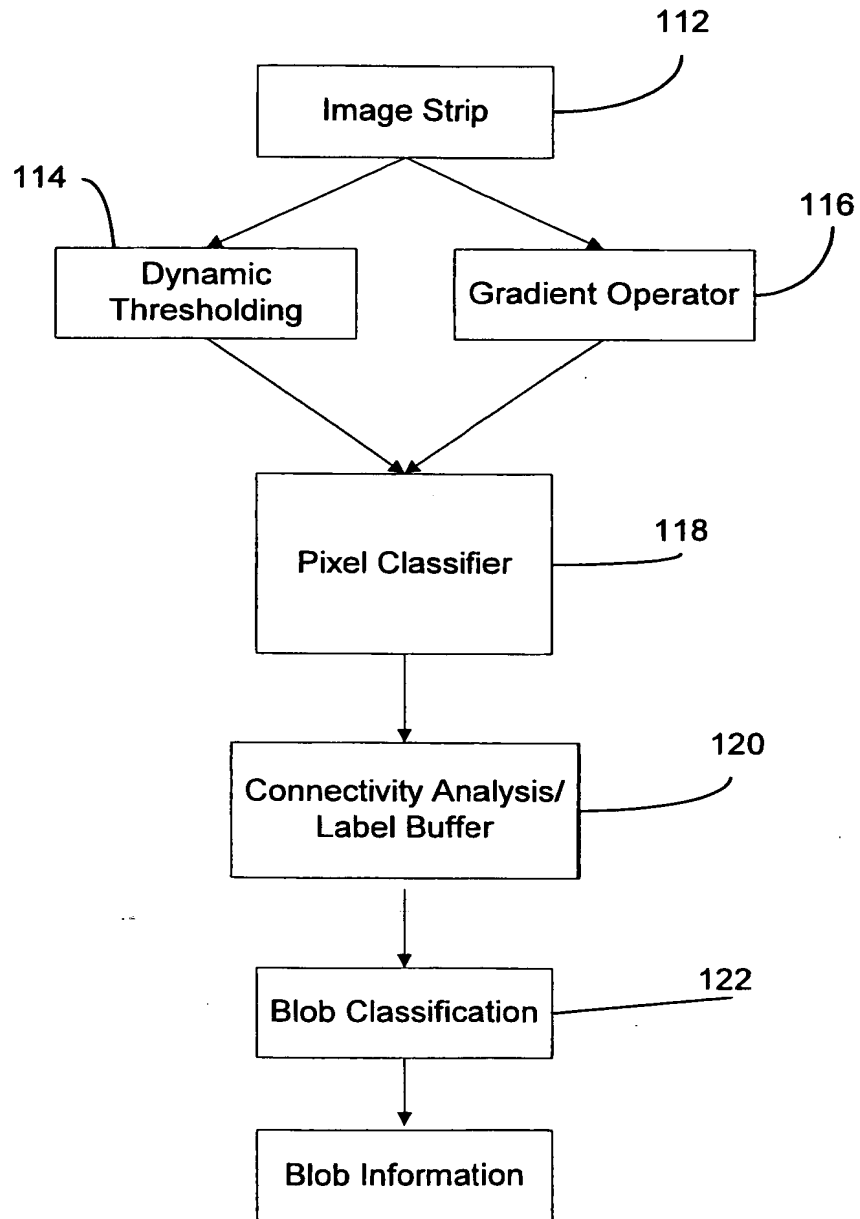 112
Image Strip
114
116
Dynamic
Thresholding
Gradient Operator
118
Pixel Classifier
120
Connectivity Analysis/
Label Buffer
122
Blob Classification
Blob Information